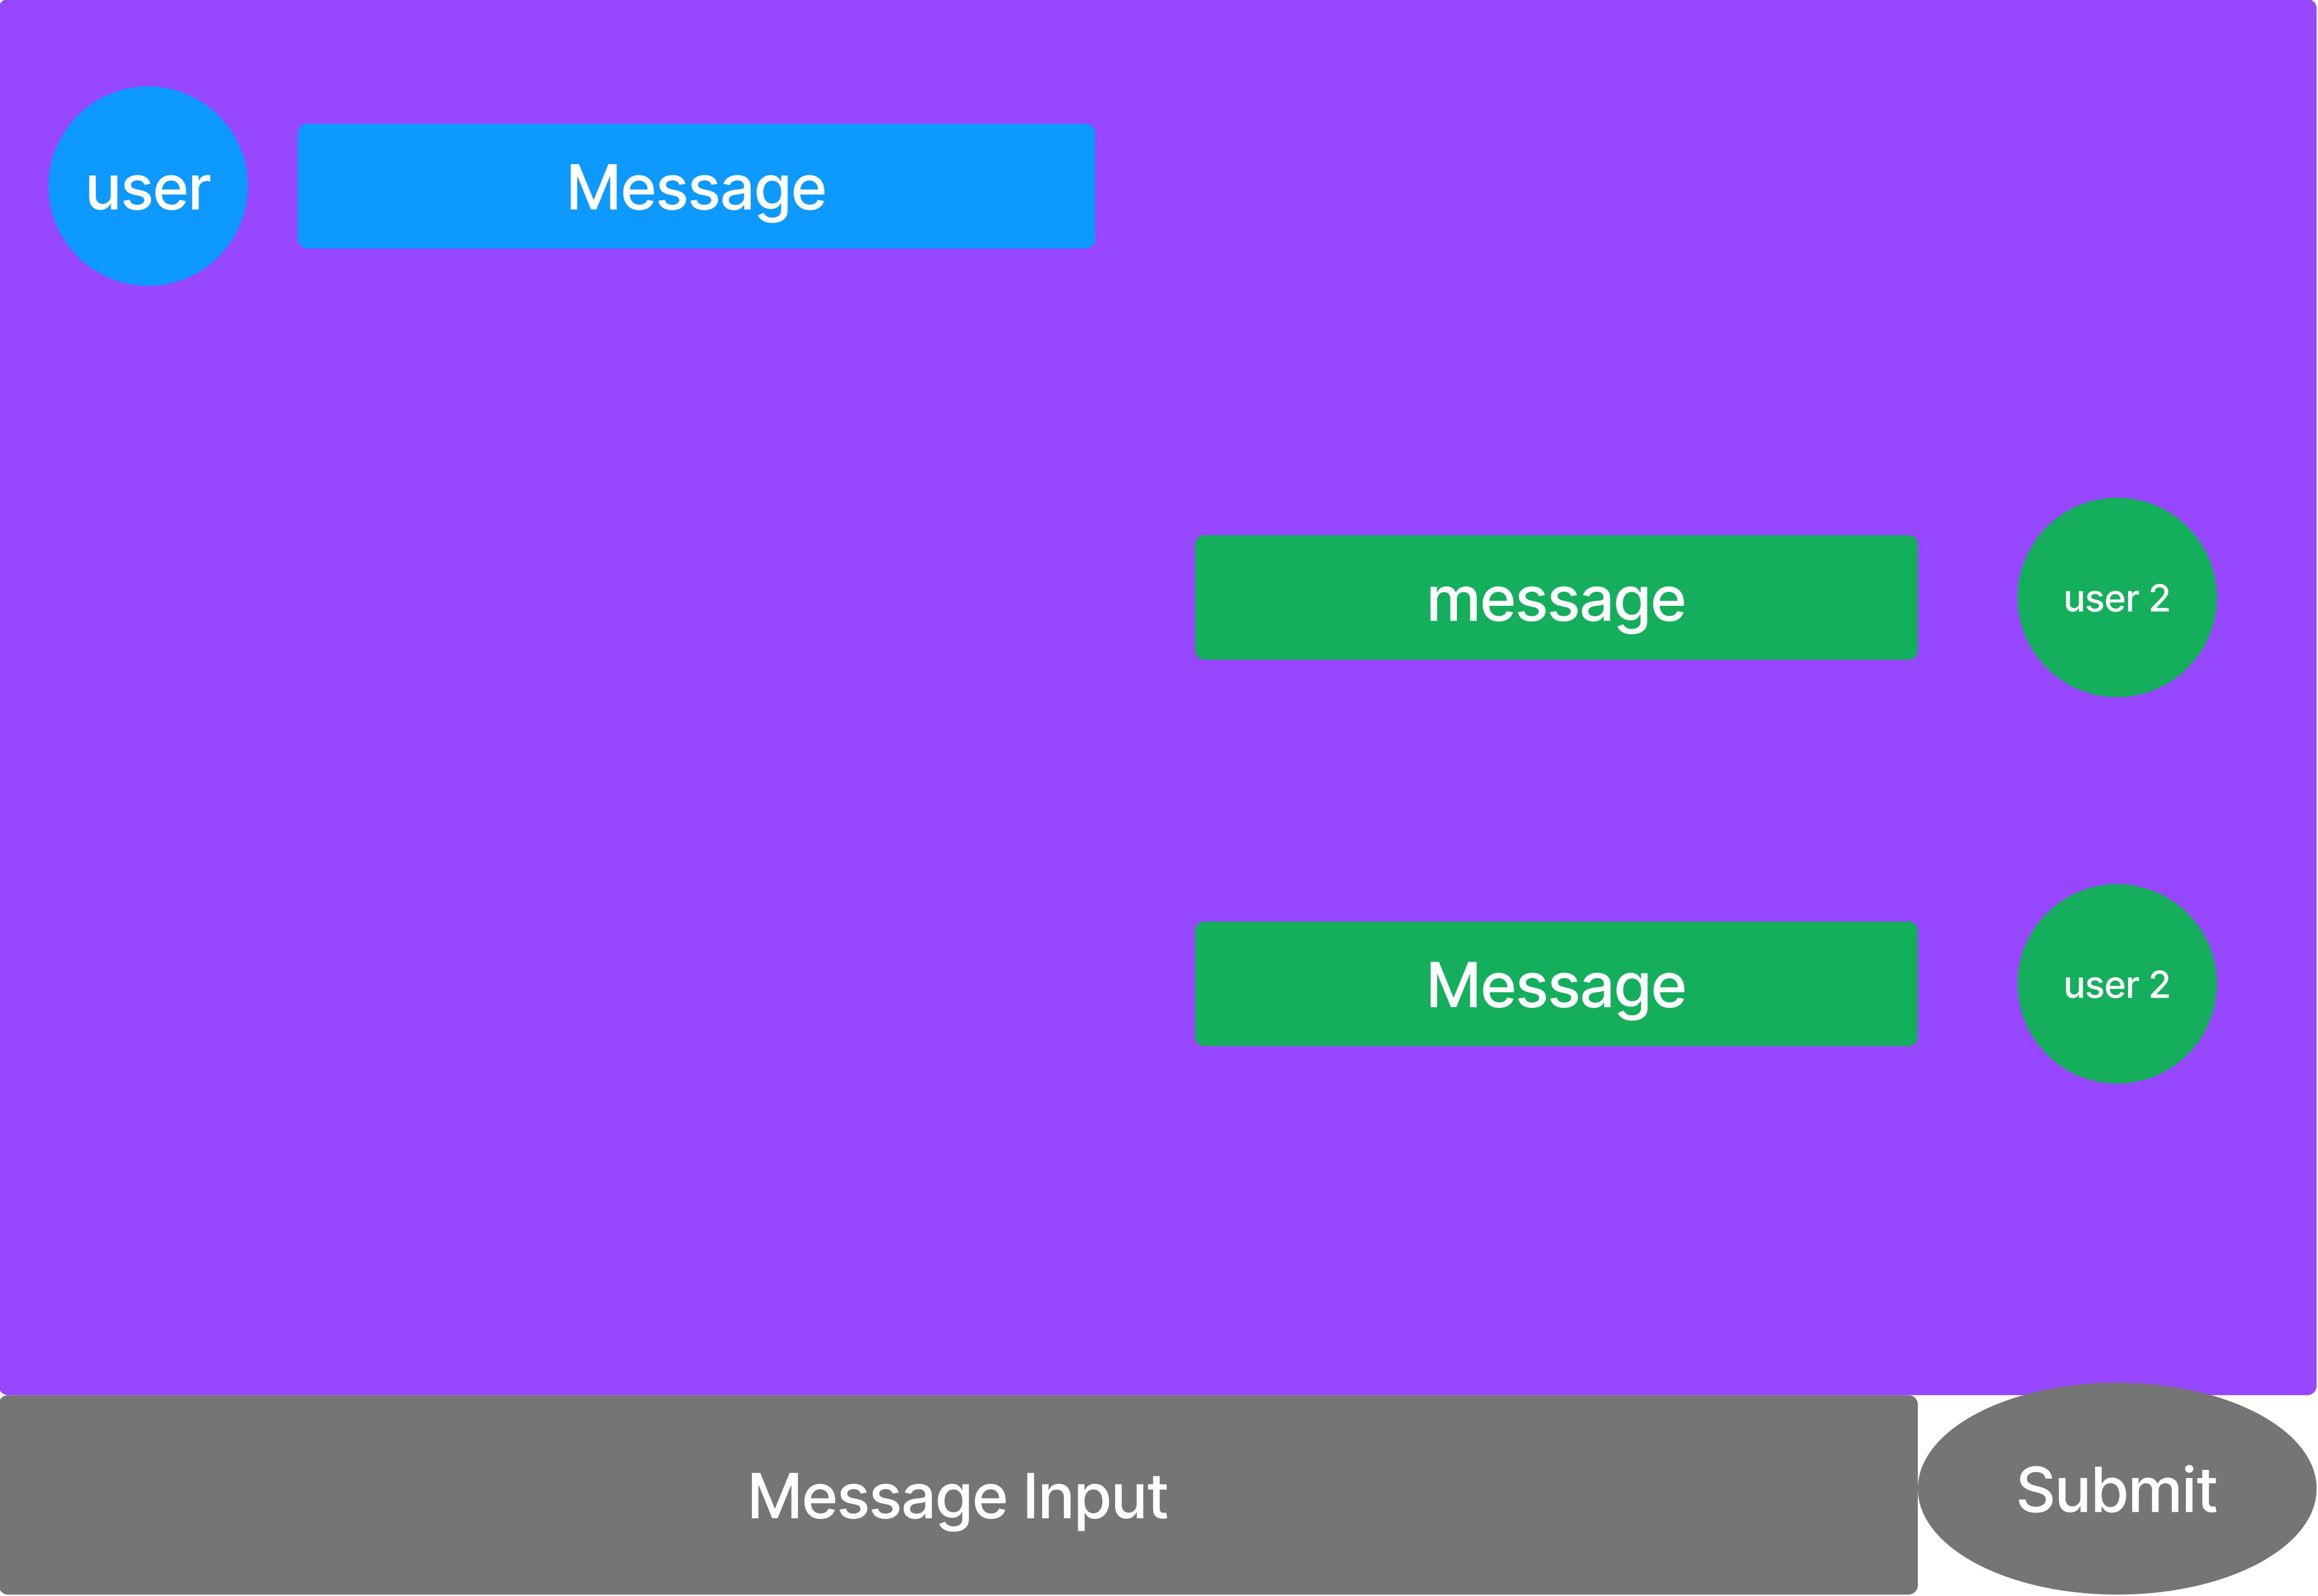 user
Message
message
user 2
Message
user 2
Message Input
Submit